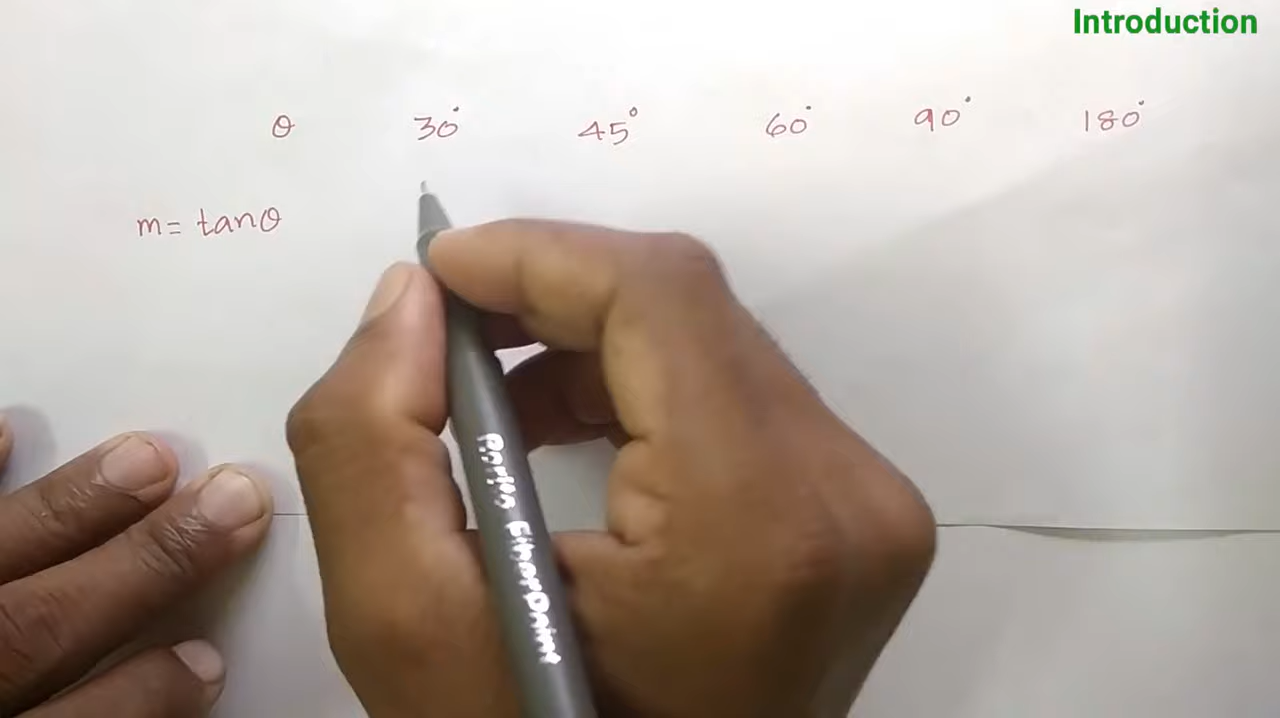 Introduction
θ 30° 45° 60° 90° 180°
m = tanθ